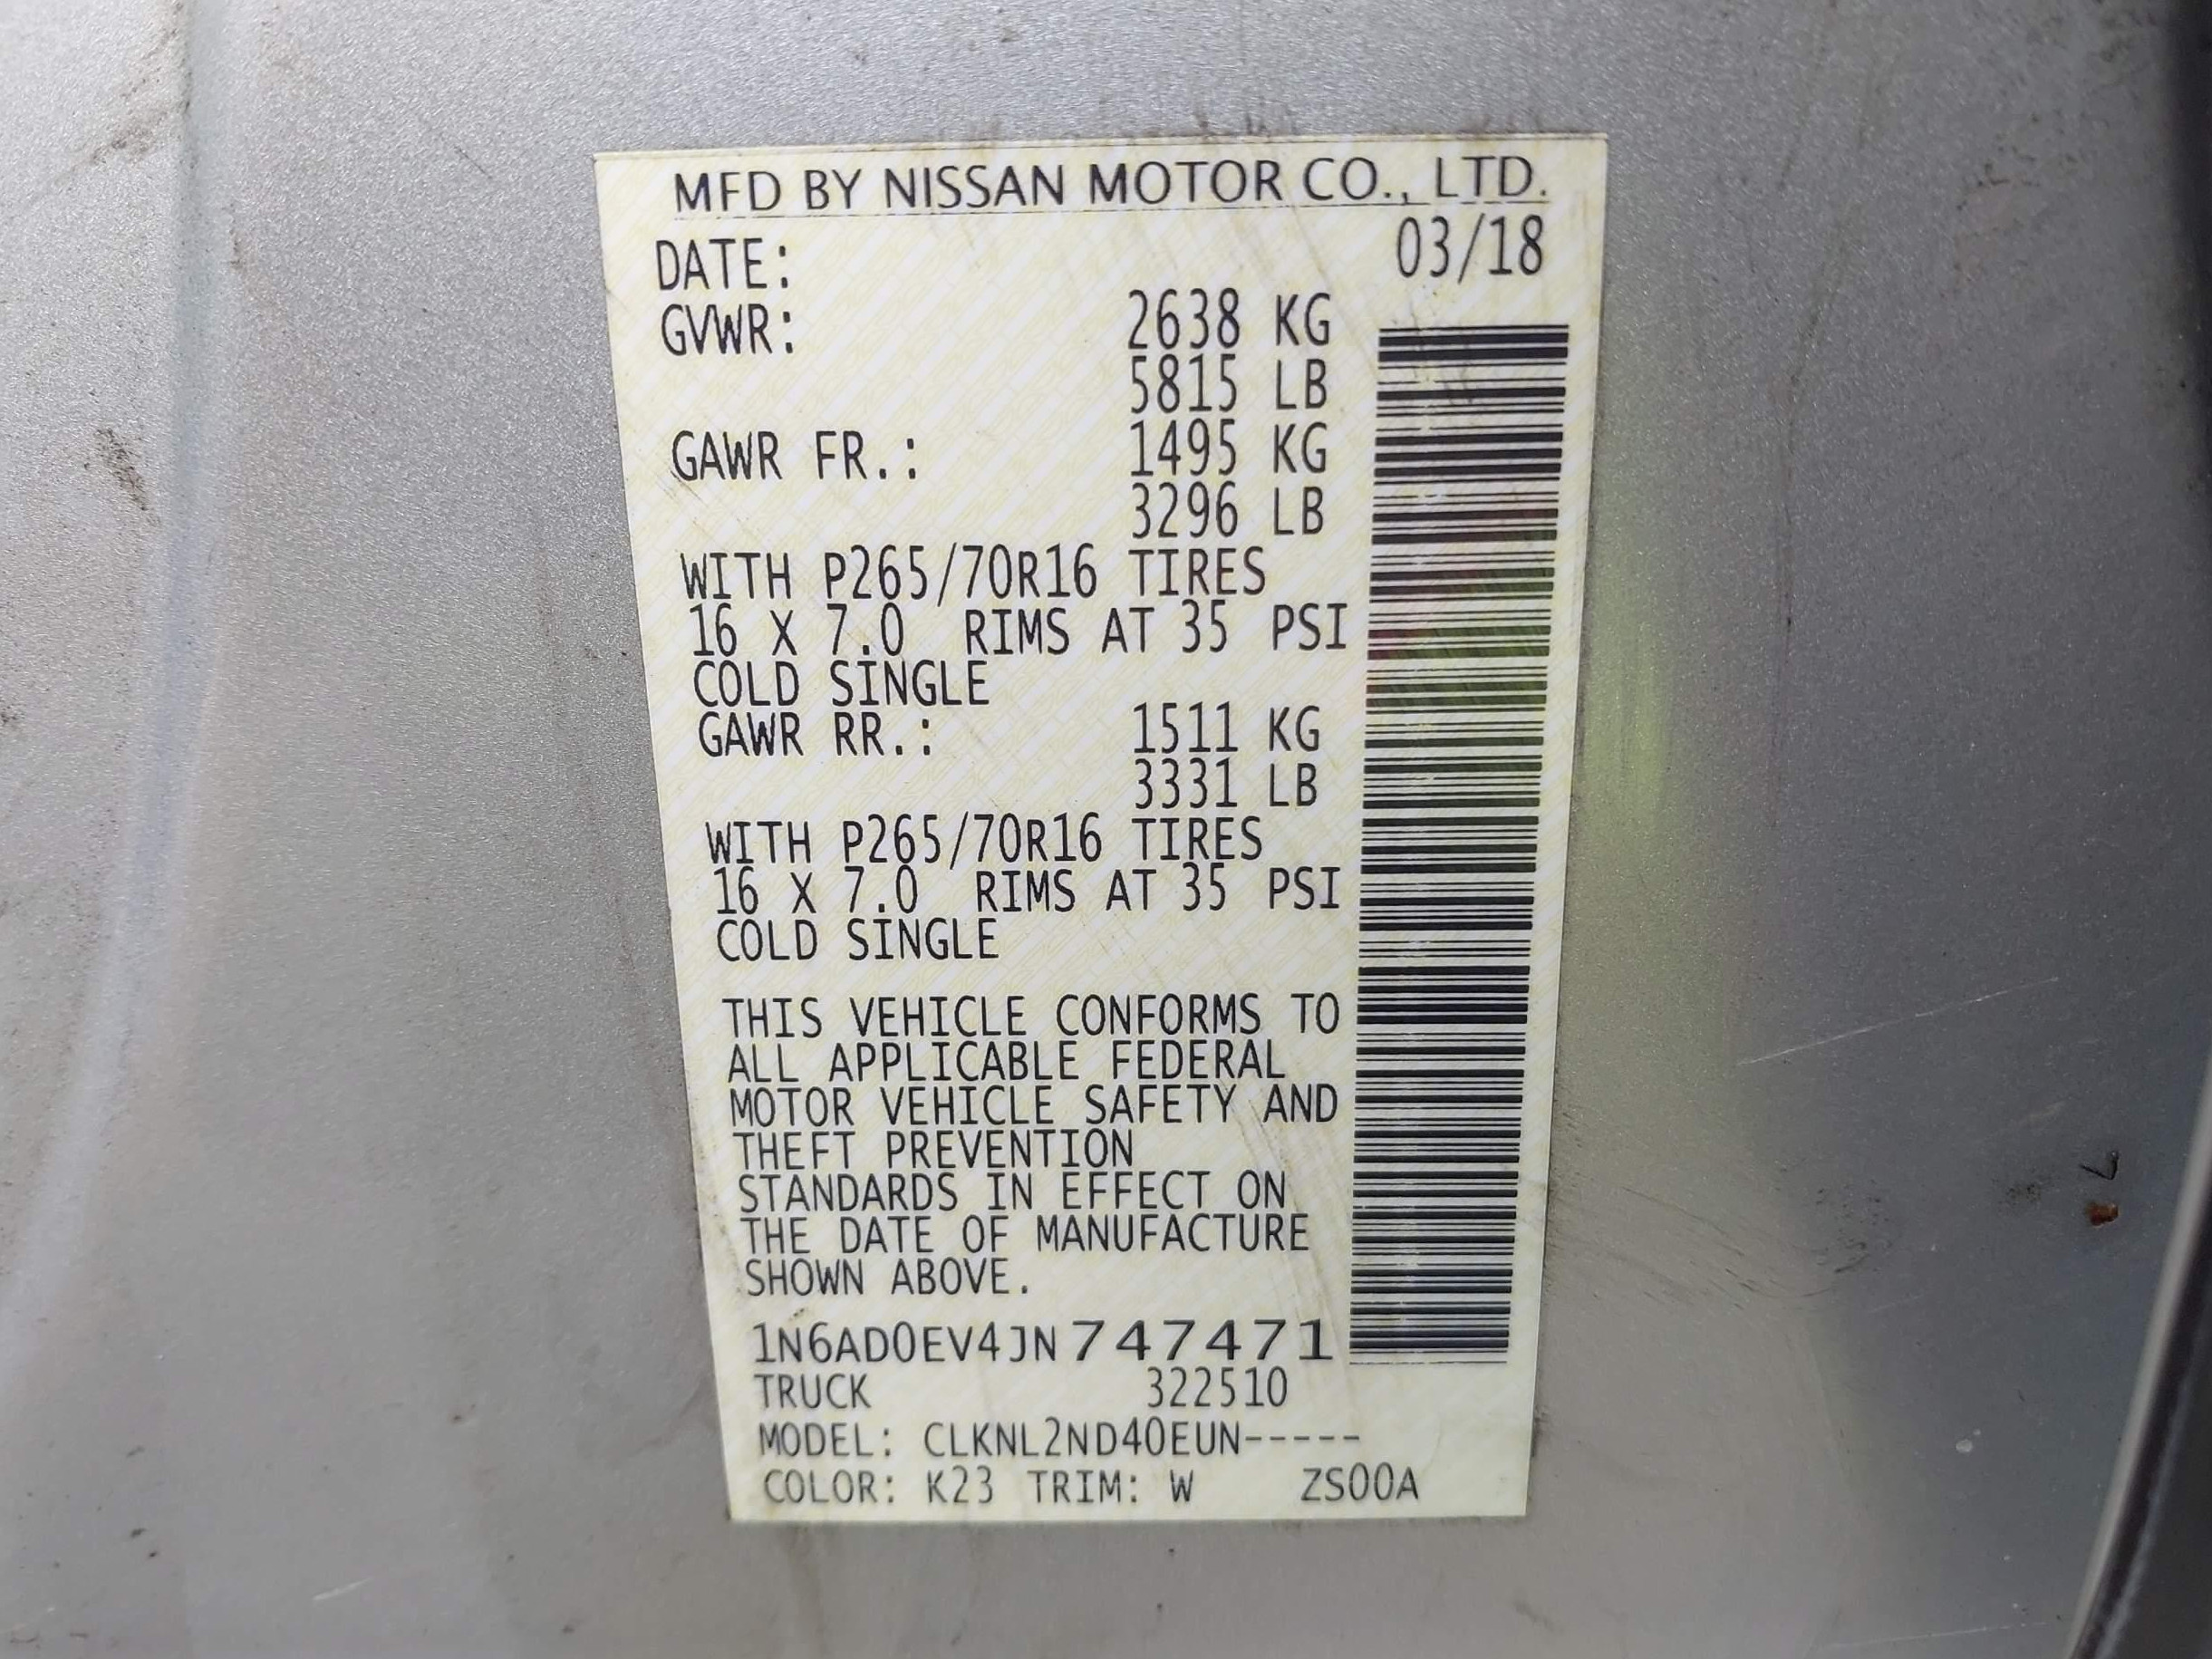 MFD BY NISSAN MOTOR CO., LTD.
DATE: 03/18
GVWR: 2638 KG
5815 LB
GAWR FR.: 1495 KG
3296 LB
WITH P265/70R16 TIRES
16 X 7.0 RIMS AT 35 PSI
COLD SINGLE
GAWR RR.: 1511 KG
3331 LB
WITH P265/70R16 TIRES
16 X 7.0 RIMS AT 35 PSI
COLD SINGLE
THIS VEHICLE CONFORMS TO
ALL APPLICABLE FEDERAL
MOTOR VEHICLE SAFETY AND
THEFT PREVENTION
STANDARDS IN EFFECT ON
THE DATE OF MANUFACTURE
SHOWN ABOVE.
1N6AD0EV4JN747471
TRUCK 322510
MODEL: CLKNL2ND40EUN-----
COLOR: K23 TRIM: W ZS00A